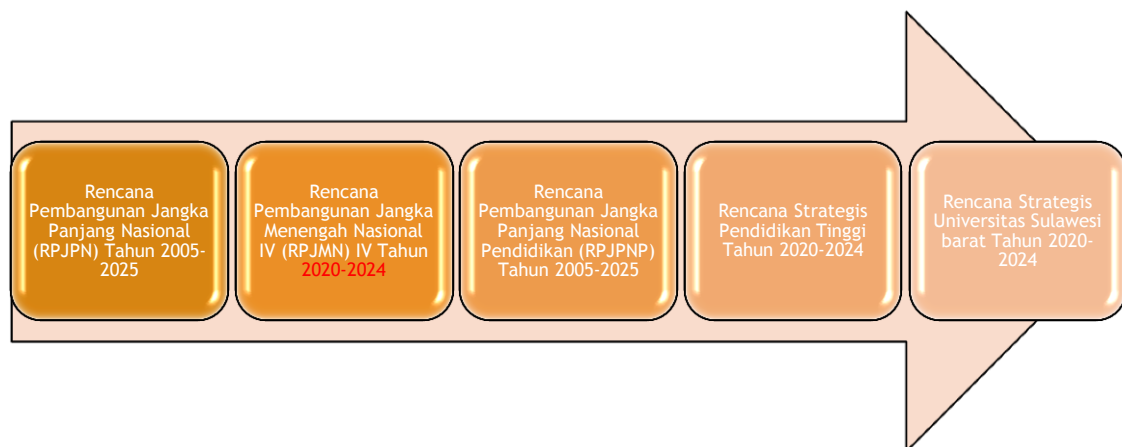 Rencana
Pembangunan Jangka
Panjang Nasional
(RPJPN) Tahun 2005-
2025
Rencana
Pembangunan Jangka
Menengah Nasional
IV (RPJMN) IV Tahun
2020-2024
Rencana
Pembangunan Jangka
Panjang Nasional
Pendidikan (RPJPNP)
Tahun 2005-2025
Rencana Strategis
Pendidikan Tinggi
Tahun 2020-2024
Rencana Strategis
Universitas Sulawesi
barat Tahun 2020-
2024